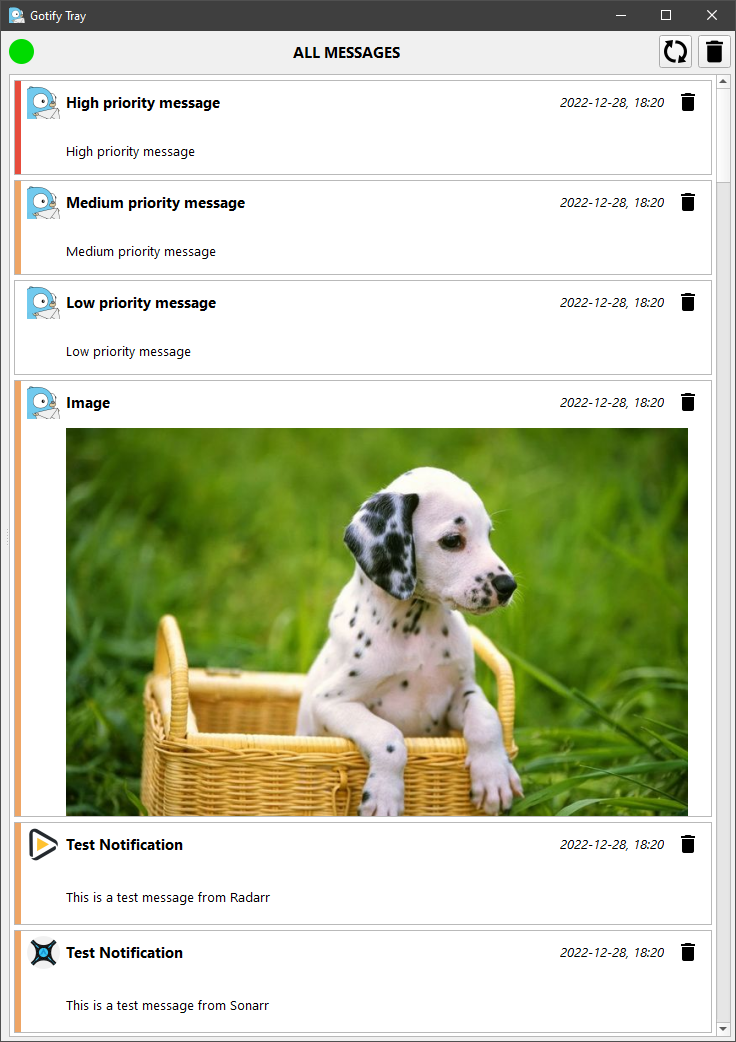 Gotify Tray
ALL MESSAGES
High priority message 2022-12-28, 18:20
High priority message
Medium priority message 2022-12-28, 18:20
Medium priority message
Low priority message 2022-12-28, 18:20
Low priority message
Image 2022-12-28, 18:20
Test Notification 2022-12-28, 18:20
This is a test message from Radarr
Test Notification 2022-12-28, 18:20
This is a test message from Sonarr